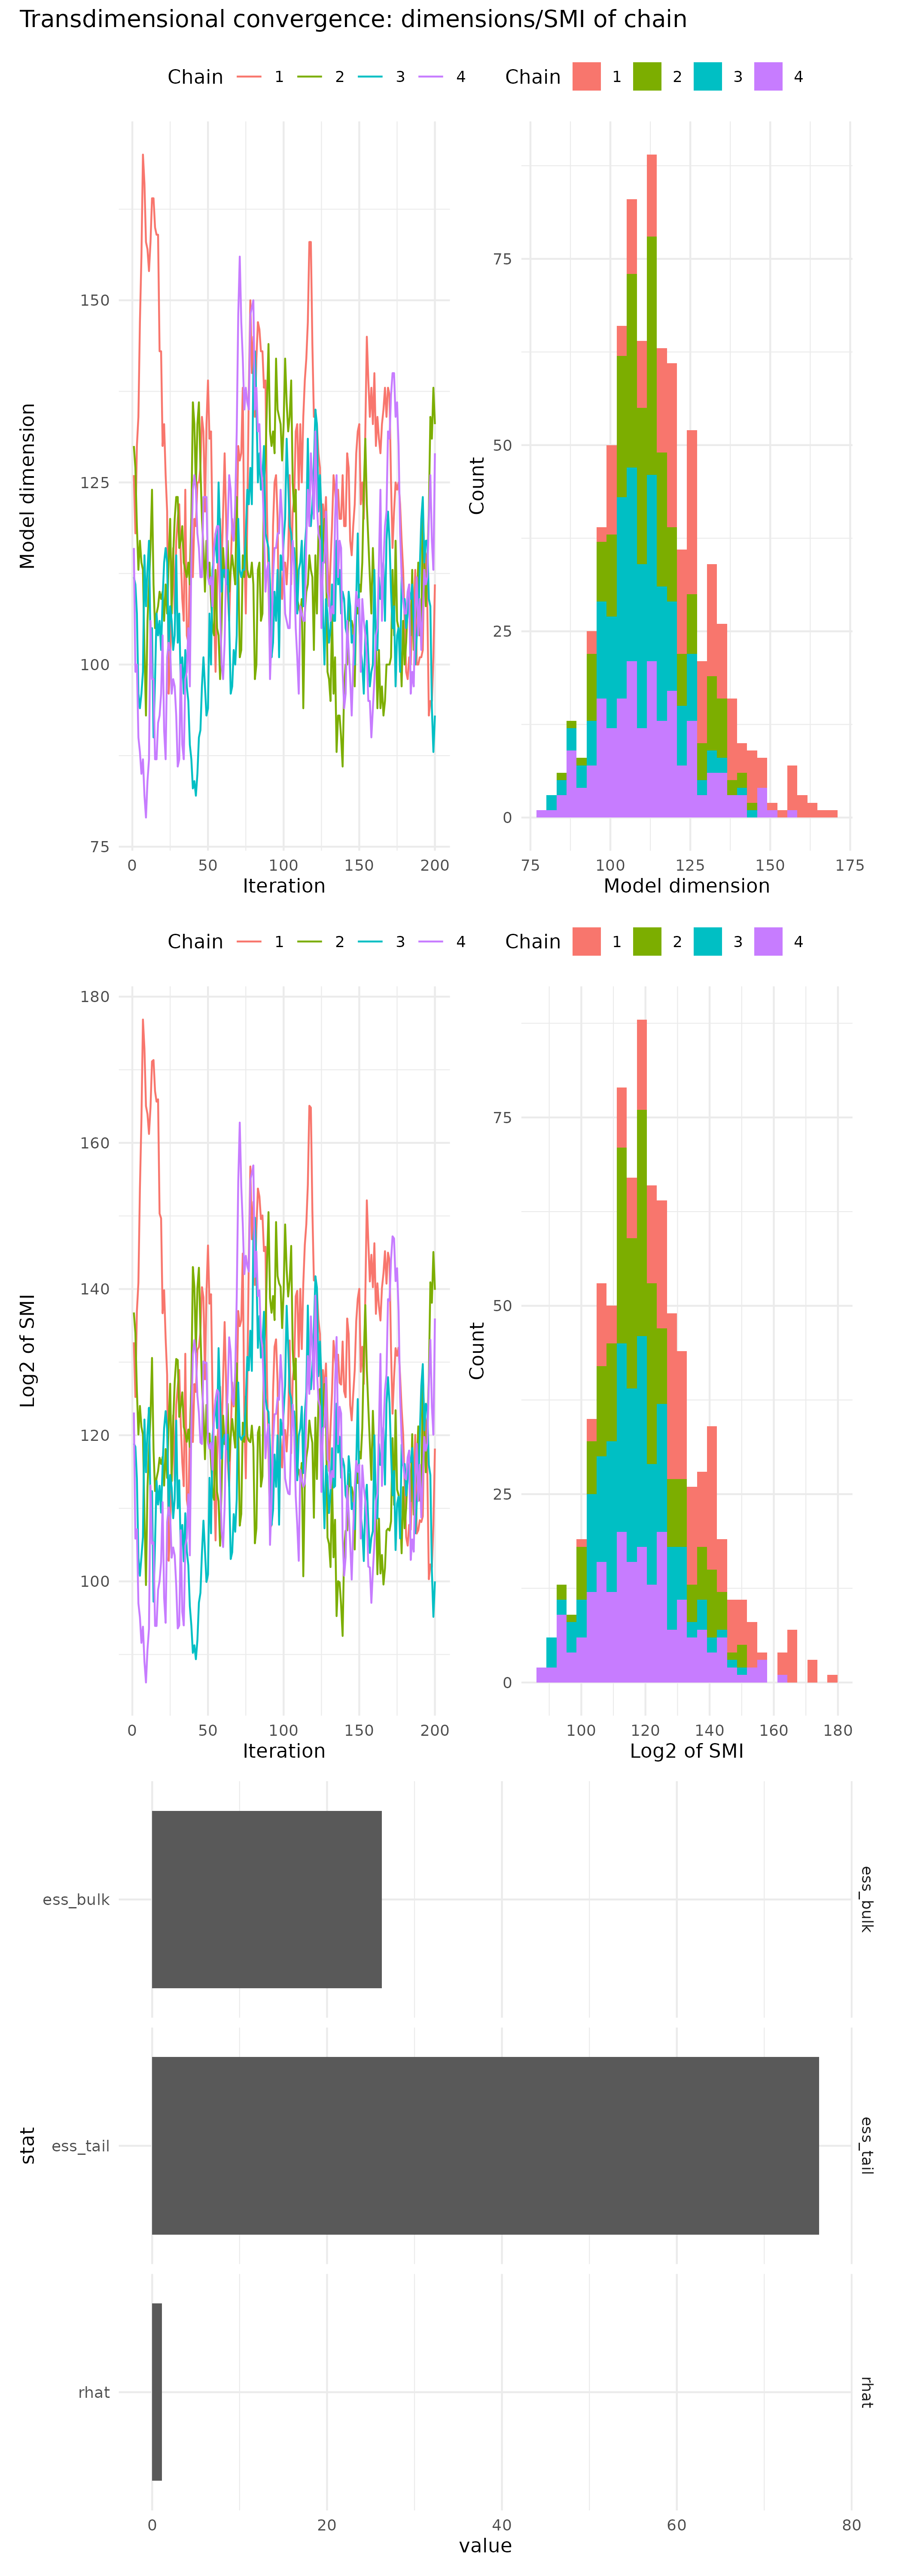 Transdimensional convergence: dimensions/SMI of chain
Chain 1 2 3 4 Chain 1 2 3 4
Model dimension
150
125
100
75
0 50 100 150 200
Iteration
Count
75
50
25
0
75 100 125 150 175
Model dimension
Chain 1 2 3 4 Chain 1 2 3 4
Log2 of SMI
180
160
140
120
100
0 50 100 150 200
Iteration
Count
75
50
25
0
100 120 140 160 180
Log2 of SMI
stat
ess_bulk
ess_bulk
ess_tail
ess_tail
rhat
rhat
0 20 40 60 80
value